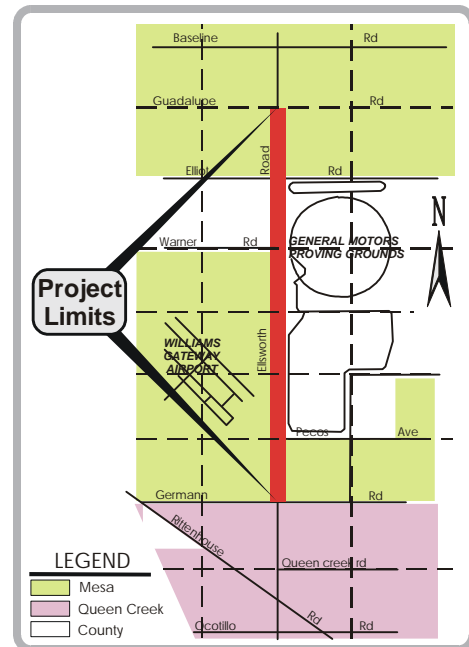 Baseline Rd
Guadalupe Rd
Road
Elliot Rd
N
Warner Rd
GENERAL MOTORS
PROVING GROUNDS
Project
Limits
WILLIAMS
GATEWAY
AIRPORT
Ellsworth
Pecos Ave
Germann Rd
Rittenhouse Rd
LEGEND
Queen creek rd
Mesa
Queen Creek
County
Ocotillo Rd